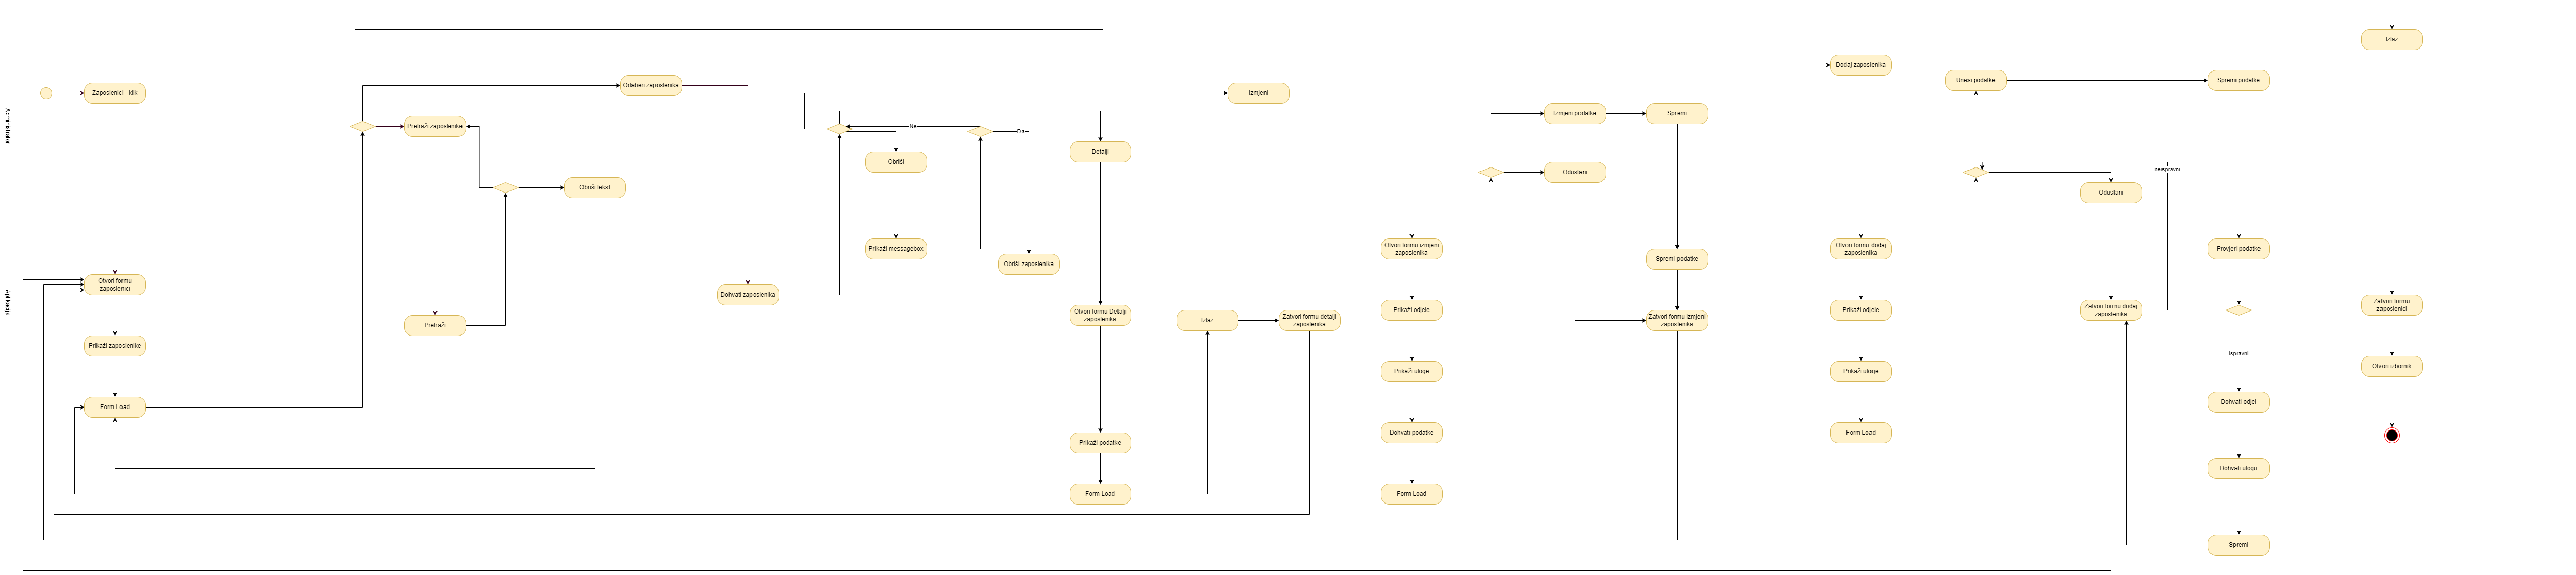 Administrator
Aplikacija
Zaposlenici - klik
Otvori formu
zaposlenici
Prikaži zaposlenike
Form Load
Pretraži zaposlenike
Pretraži
Obriši tekst
Odaberi zaposlenika
Dohvati zaposlenika
Obriši
Prikaži messagebox
Ne
Da
Obriši zaposlenika
Detalji
Otvori formu Detalji
zaposlenika
Prikaži podatke
Form Load
Izlaz
Zatvori formu detalji
zaposlenika
Izmjeni
Otvori formu izmjeni
zaposlenika
Prikaži odjele
Prikaži uloge
Dohvati podatke
Form Load
Izmjeni podatke
Spremi
Odustani
Spremi podatke
Zatvori formu izmjeni
zaposlenika
Dodaj zaposlenika
Otvori formu dodaj
zaposlenika
Prikaži odjele
Prikaži uloge
Form Load
Unesi podatke
Spremi podatke
Odustani
neispravni
Zatvori formu dodaj
zaposlenika
Provjeri podatke
ispravni
Dohvati odjel
Dohvati ulogu
Spremi
Izlaz
Zatvori formu
zaposlenici
Otvori izbornik